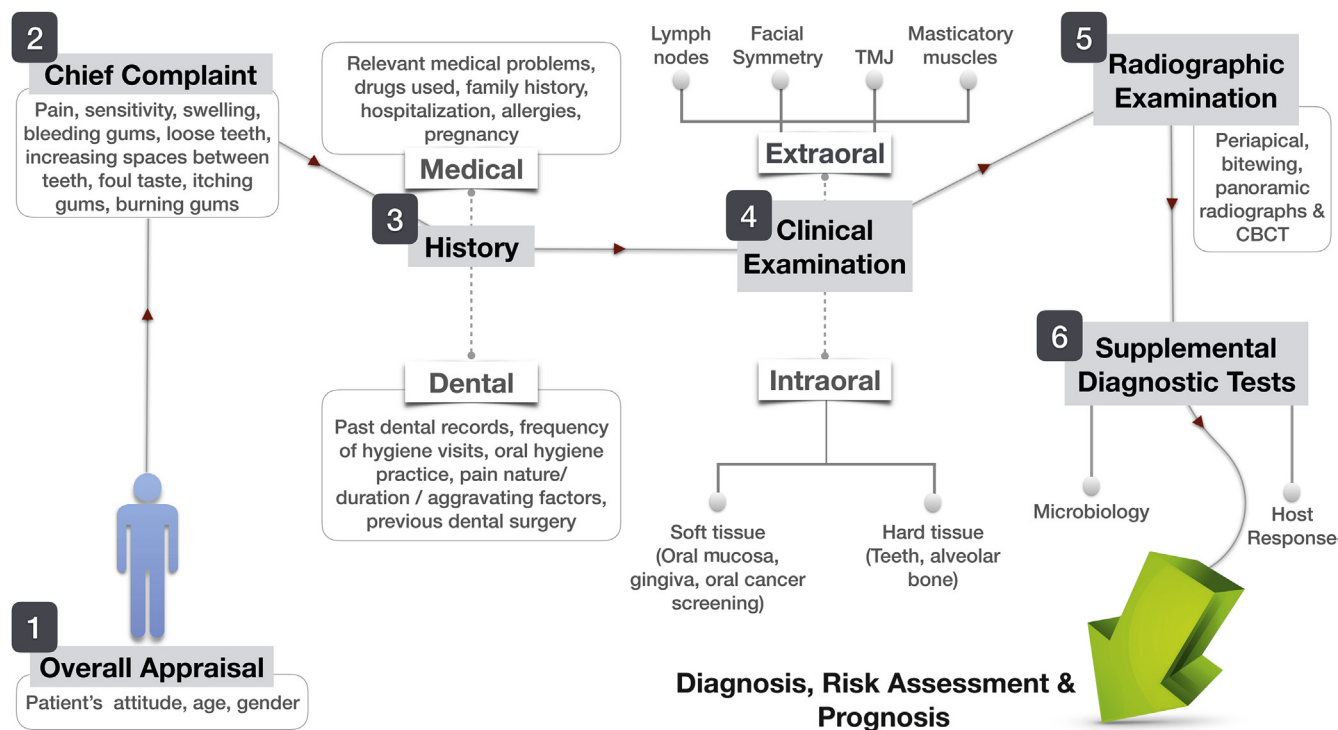 1
Overall Appraisal
Patient's attitude, age, gender
2
Chief Complaint
Pain, sensitivity, swelling,
bleeding gums, loose teeth,
increasing spaces between
teeth, foul taste, itching
gums, burning gums
3
History
Relevant medical problems,
drugs used, family history,
hospitalization, allergies,
pregnancy
Medical
Dental
Past dental records, frequency
of hygiene visits, oral hygiene
practice, pain nature/
duration / aggravating factors,
previous dental surgery
4
Clinical
Examination
Lymph
nodes
Facial
Symmetry
TMJ
Masticatory
muscles
Extraoral
Intraoral
Soft tissue
(Oral mucosa,
gingiva, oral cancer
screening)
Hard tissue
(Teeth, alveolar
bone)
5
Radiographic
Examination
Periapical,
bitewing,
panoramic
radiographs &
CBCT
6
Supplemental
Diagnostic Tests
Microbiology
Host
Response
Diagnosis, Risk Assessment &
Prognosis